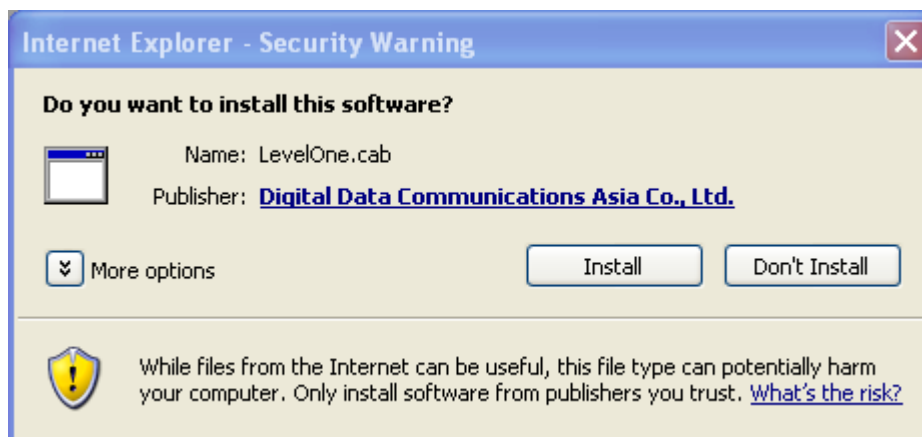 Internet Explorer - Security Warning
Do you want to install this software?
Name: LevelOne.cab
Publisher: Digital Data Communications Asia Co., Ltd.
More options
Install
Don't Install
While files from the Internet can be useful, this file type can potentially harm
your computer. Only install software from publishers you trust. What's the risk?